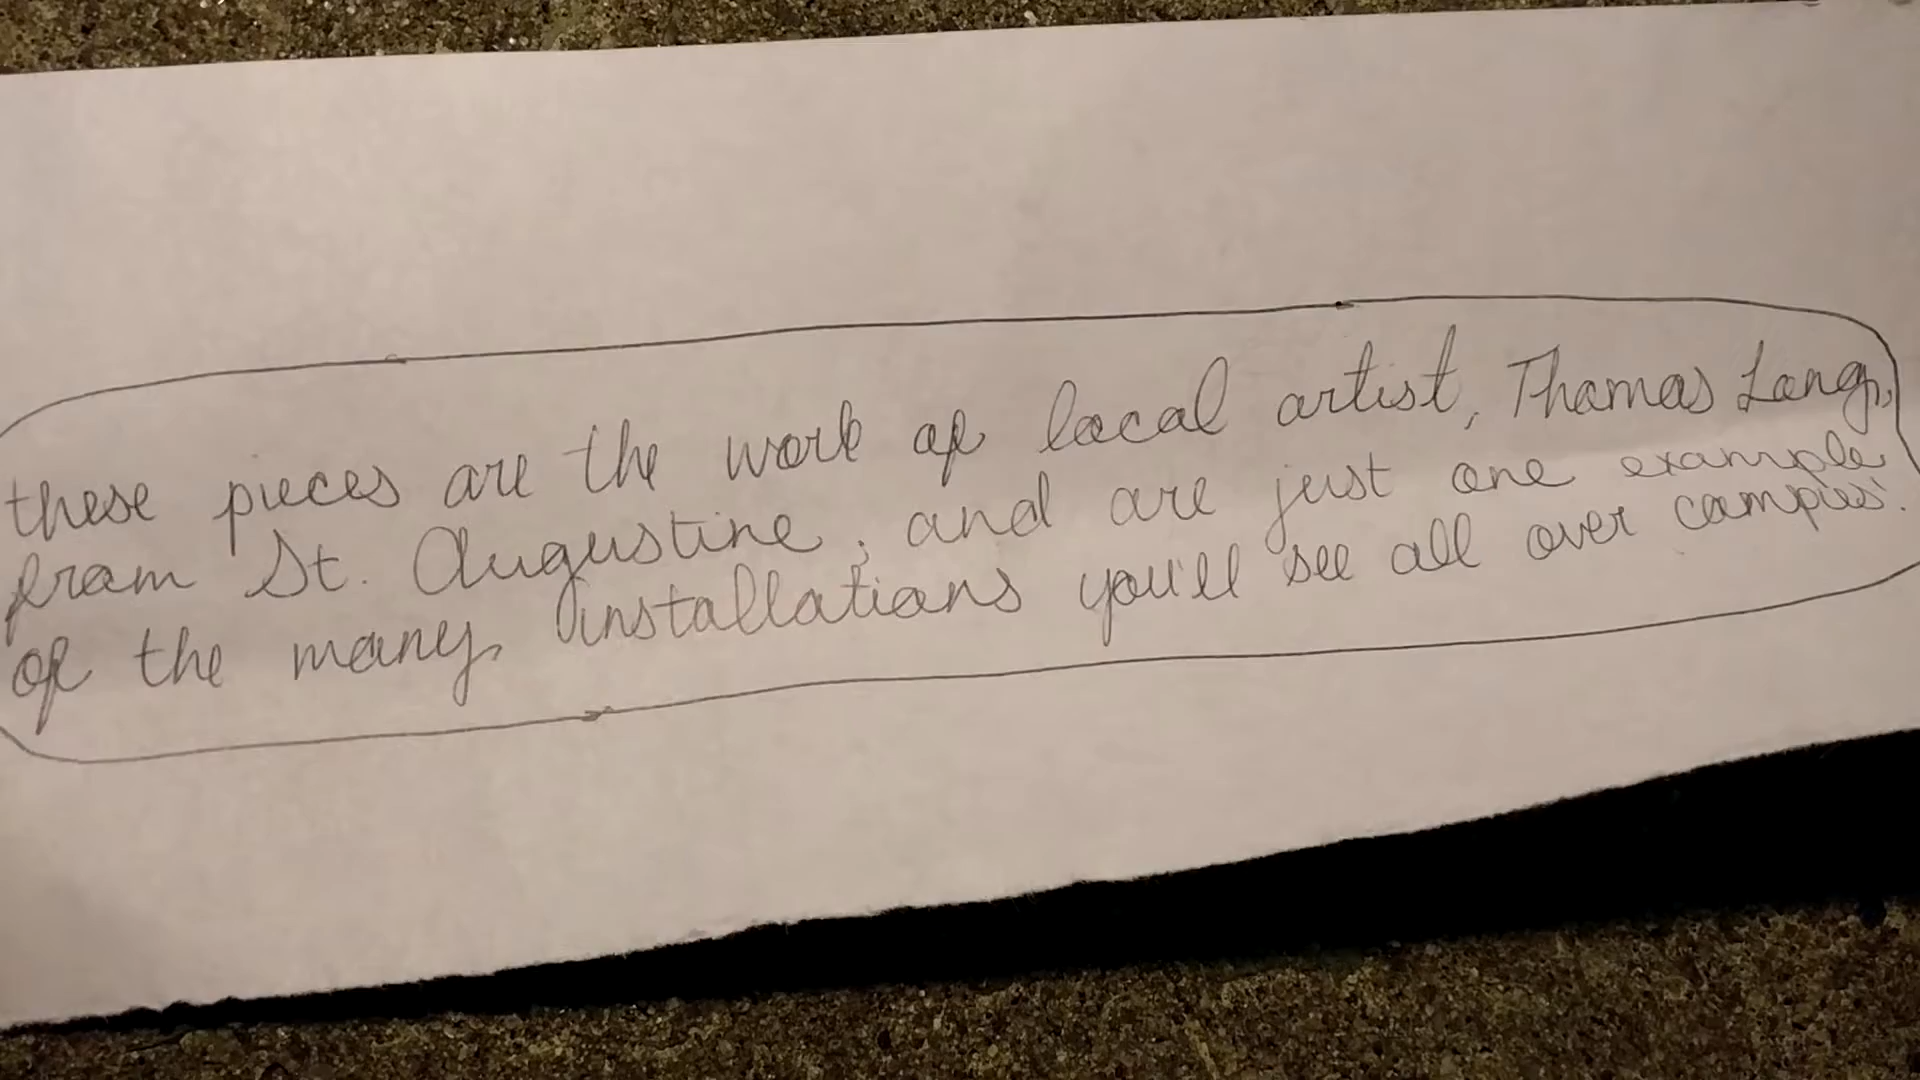 these pieces are the work of local artist, Thomas Lang,
from St. Augustine, and are just one example
of the many installations you'll see all over campus.